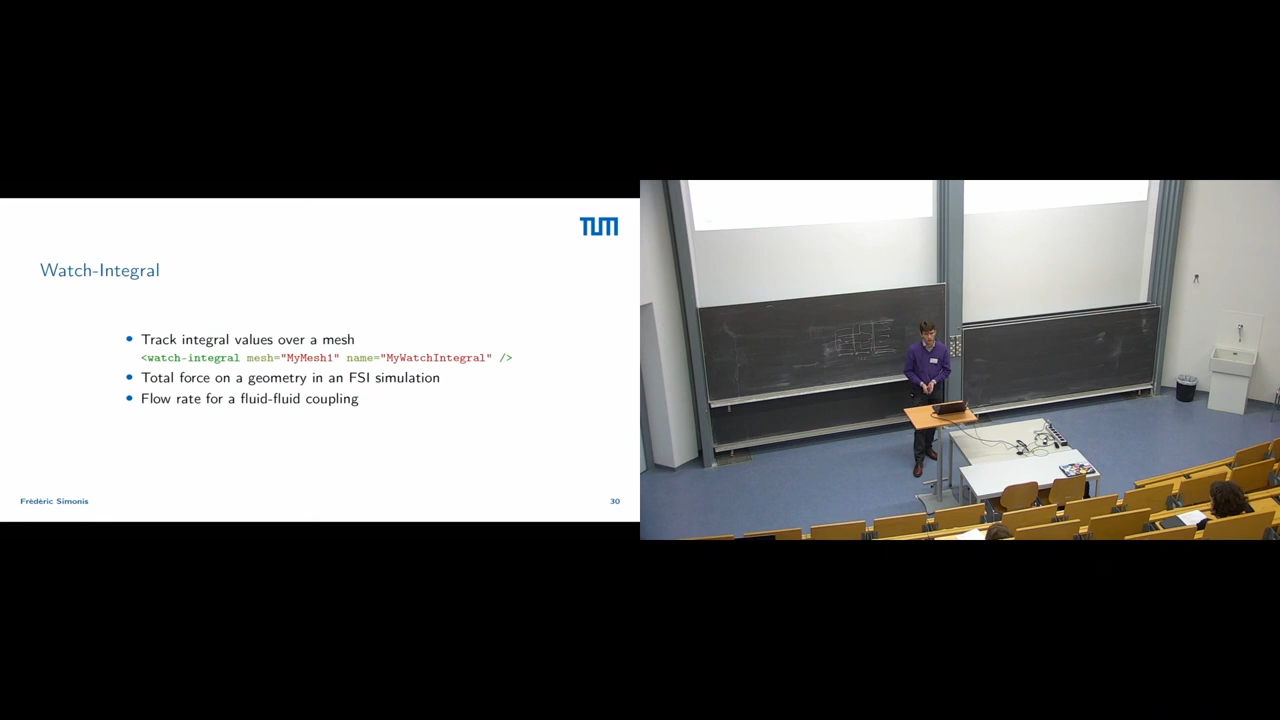 TUM
Watch-Integral
• Track integral values over a mesh
<watch-integral mesh="MyMesh1" name="MyWatchIntegral" />
• Total force on a geometry in an FSI simulation
• Flow rate for a fluid-fluid coupling
Frédéric Simonis
30